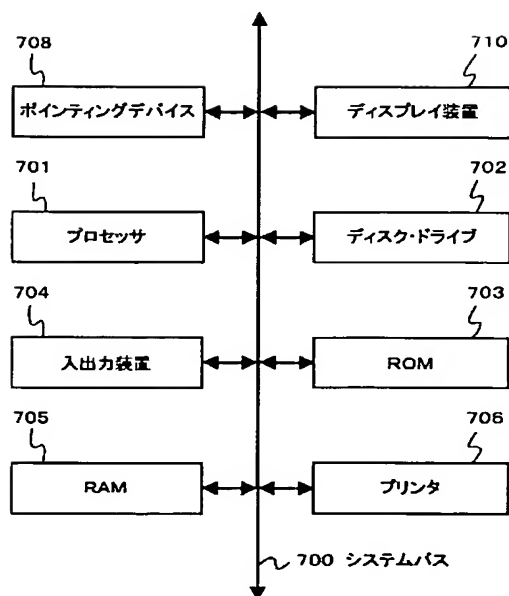 708
ポインティングデバイス
710
ディスプレイ装置
701
プロセッサ
702
ディスク・ドライブ
704
入出力装置
703
ROM
705
RAM
706
プリンタ
700 システムバス